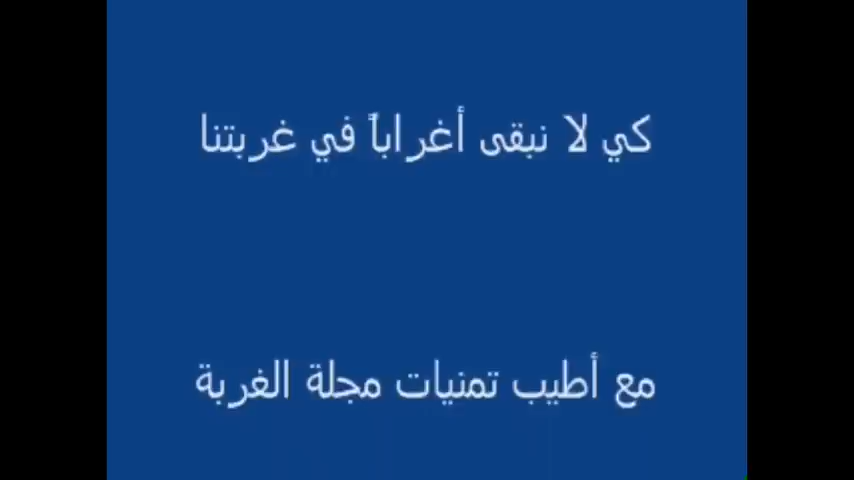 كي لا نبقى أغراباً في غربتنا
مع أطيب تمنيات مجلة الغربة